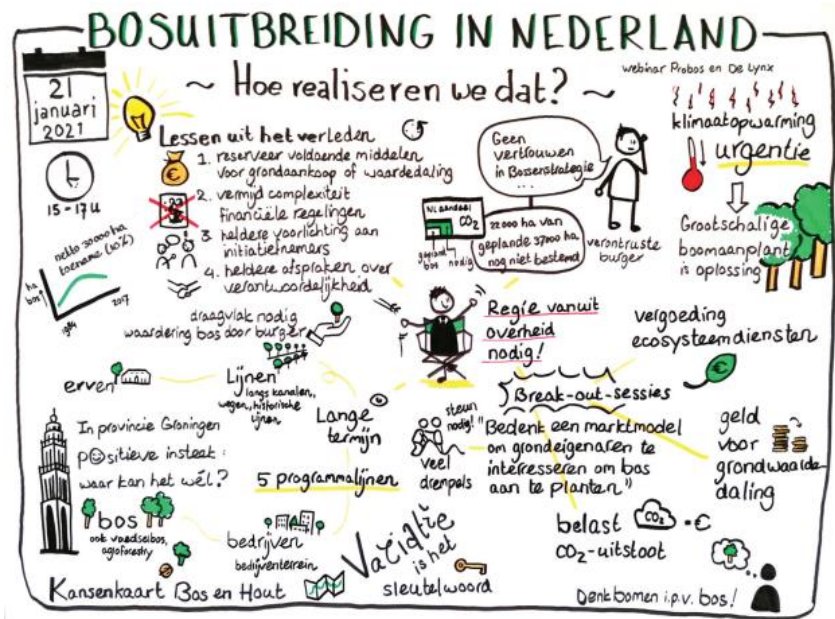 BOSUITBREIDING IN NEDERLAND
~ Hoe realiseren we dat? ~
webinar Probos en De Lynx
21
januari
2021
15-17u
netto 30000 ha
toename (10%)
ha
bos
1984
2007
Lessen uit het verleden
1. reserveer voldoende middelen
voor grondaankoop of waardedaling
2. vermijd complexiteit
financiële regelingen
3. heldere voorlichting aan
initiatiefnemers
4. heldere afspraken over
verantwoordelijkheid
Geen
vertrouwen
in Bossenstrategie
...
NL aandeel
CO2
gepland
bos
nodig
22000 ha van
geplande 37000 ha
nog niet bestemd
verontruste
burger
klimaatopwarming
urgentie
Grootschalige
boomaanplant
is oplossing
draagvlak nodig
waardering bos door burger
Regie vanuit
overheid
nodig!
vergoeding
ecosysteemdiensten
€
erven
Lijnen
langs kanalen,
wegen, historische
lijnen
Lange
termijn
Break-out-sessies
steun
nodig!
veel
drempels
"Bedenk een marktmodel
om grondeigenaren te
interesseren om bos
aan te planten"
geld
voor
grondwaarde
daling
In provincie Groningen
positieve insteek:
waar kan het wél?
5 programmalijnen
bos
ook voedselbos,
agroforestry
bedrijven
bedrijventerrein
Variatie
is het
sleutelwoord
belast CO2 = €
CO2-uitstoot
Kansenkaart Bos en Hout
Denk bomen i.p.v. bos!